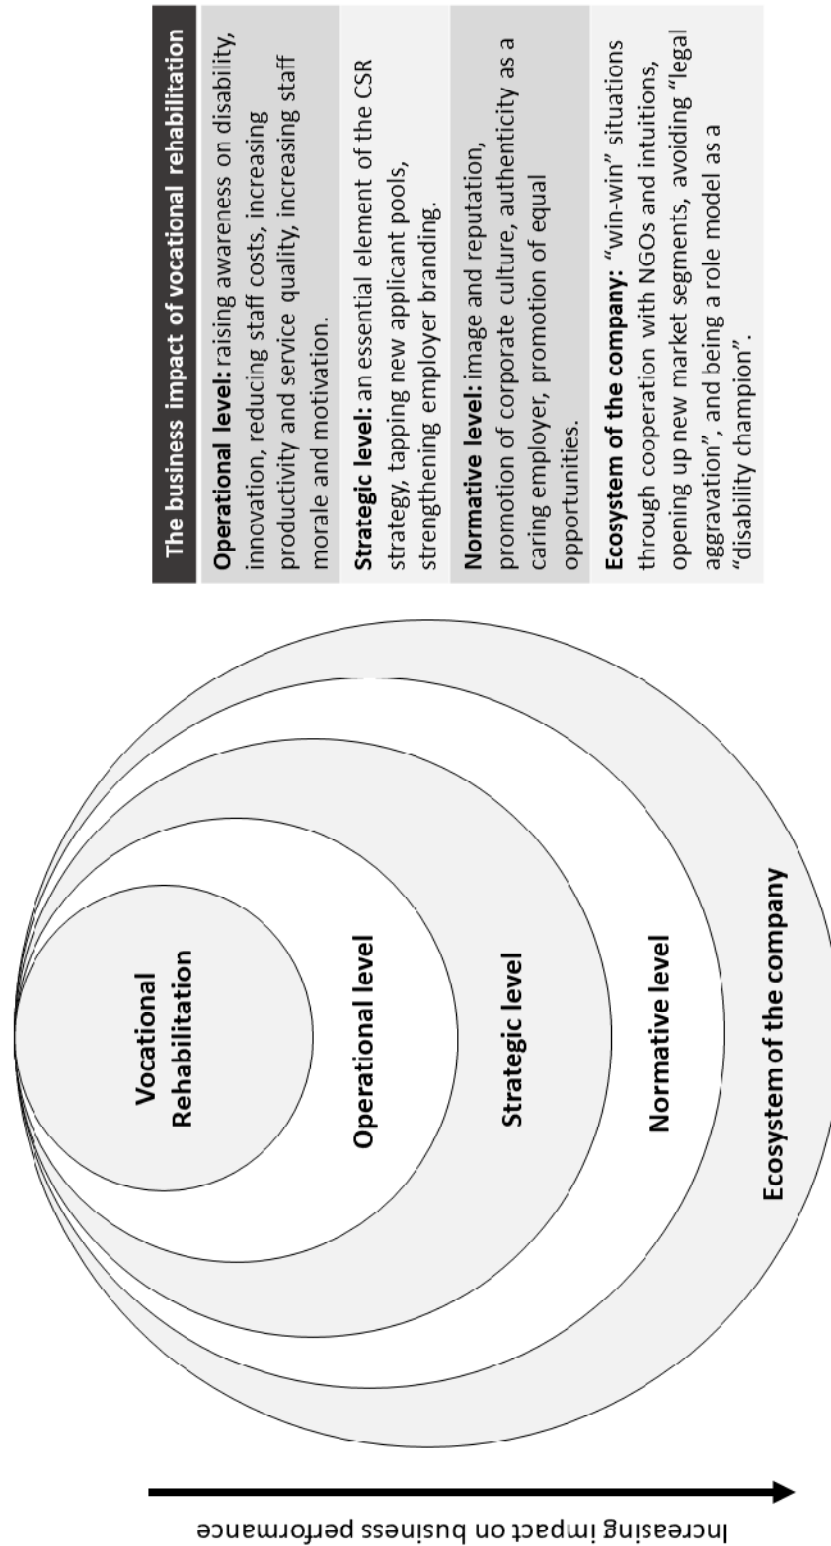 Increasing impact on business performance
Vocational
Rehabilitation
Operational level
Strategic level
Normative level
Ecosystem of the company
The business impact of vocational rehabilitation
Operational level: raising awareness on disability,
innovation, reducing staff costs, increasing
productivity and service quality, increasing staff
morale and motivation.
Strategic level: an essential element of the CSR
strategy, tapping new applicant pools,
strengthening employer branding.
Normative level: image and reputation,
promotion of corporate culture, authenticity as a
caring employer, promotion of equal
opportunities.
Ecosystem of the company: “win-win” situations
through cooperation with NGOs and intuitions,
opening up new market segments, avoiding “legal
aggravation”, and being a role model as a
“disability champion”.